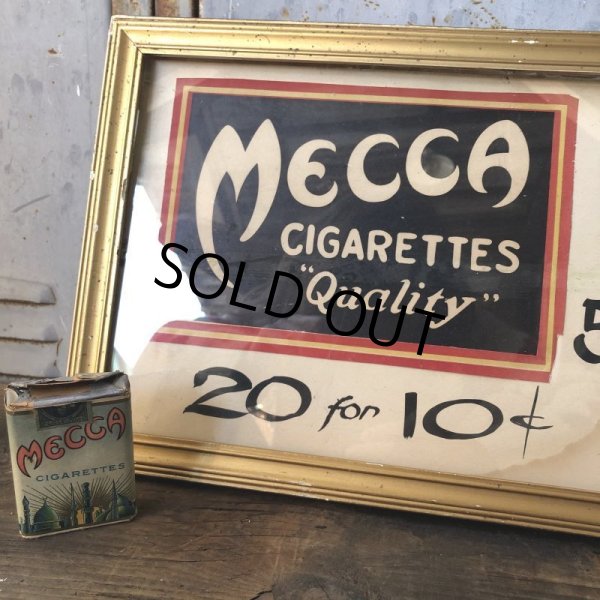 MECCA
CIGARETTES
"Quality"
SOLD OUT
20 for 10¢
5
MECCA
CIGARETTES